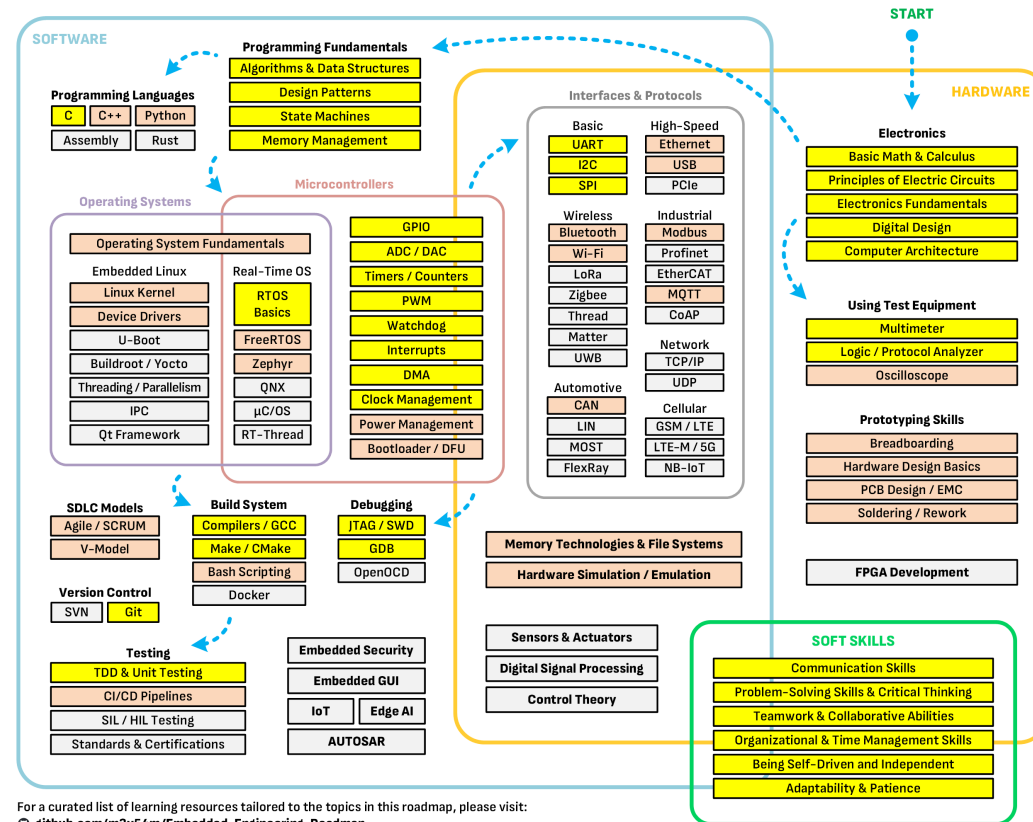 START
SOFTWARE
HARDWARE
Programming Fundamentals
Algorithms & Data Structures
Design Patterns
State Machines
Memory Management
Programming Languages
C
C++
Python
Assembly
Rust
Operating Systems
Microcontrollers
Operating System Fundamentals
Embedded Linux
Linux Kernel
Device Drivers
U-Boot
Buildroot / Yocto
Threading / Parallelism
IPC
Qt Framework
Real-Time OS
RTOS
Basics
FreeRTOS
Zephyr
QNX
µC/OS
RT-Thread
GPIO
ADC / DAC
Timers / Counters
PWM
Watchdog
Interrupts
DMA
Clock Management
Power Management
Bootloader / DFU
Interfaces & Protocols
Basic
UART
I2C
SPI
High-Speed
Ethernet
USB
PCIe
Wireless
Bluetooth
Wi-Fi
LoRa
Zigbee
Thread
Matter
UWB
Industrial
Modbus
Profinet
EtherCAT
MQTT
CoAP
Network
TCP/IP
UDP
Automotive
CAN
LIN
MOST
FlexRay
Cellular
GSM / LTE
LTE-M / 5G
NB-IoT
Electronics
Basic Math & Calculus
Principles of Electric Circuits
Electronics Fundamentals
Digital Design
Computer Architecture
Using Test Equipment
Multimeter
Logic / Protocol Analyzer
Oscilloscope
Prototyping Skills
Breadboarding
Hardware Design Basics
PCB Design / EMC
Soldering / Rework
FPGA Development
SDLC Models
Agile / SCRUM
V-Model
Build System
Compilers / GCC
Make / CMake
Bash Scripting
Docker
Debugging
JTAG / SWD
GDB
OpenOCD
Version Control
SVN
Git
Testing
TDD & Unit Testing
CI/CD Pipelines
SIL / HIL Testing
Standards & Certifications
Embedded Security
Embedded GUI
IoT
Edge AI
AUTOSAR
Memory Technologies & File Systems
Hardware Simulation / Emulation
Sensors & Actuators
Digital Signal Processing
Control Theory
SOFT SKILLS
Communication Skills
Problem-Solving Skills & Critical Thinking
Teamwork & Collaborative Abilities
Organizational & Time Management Skills
Being Self-Driven and Independent
Adaptability & Patience
For a curated list of learning resources tailored to the topics in this roadmap, please visit: